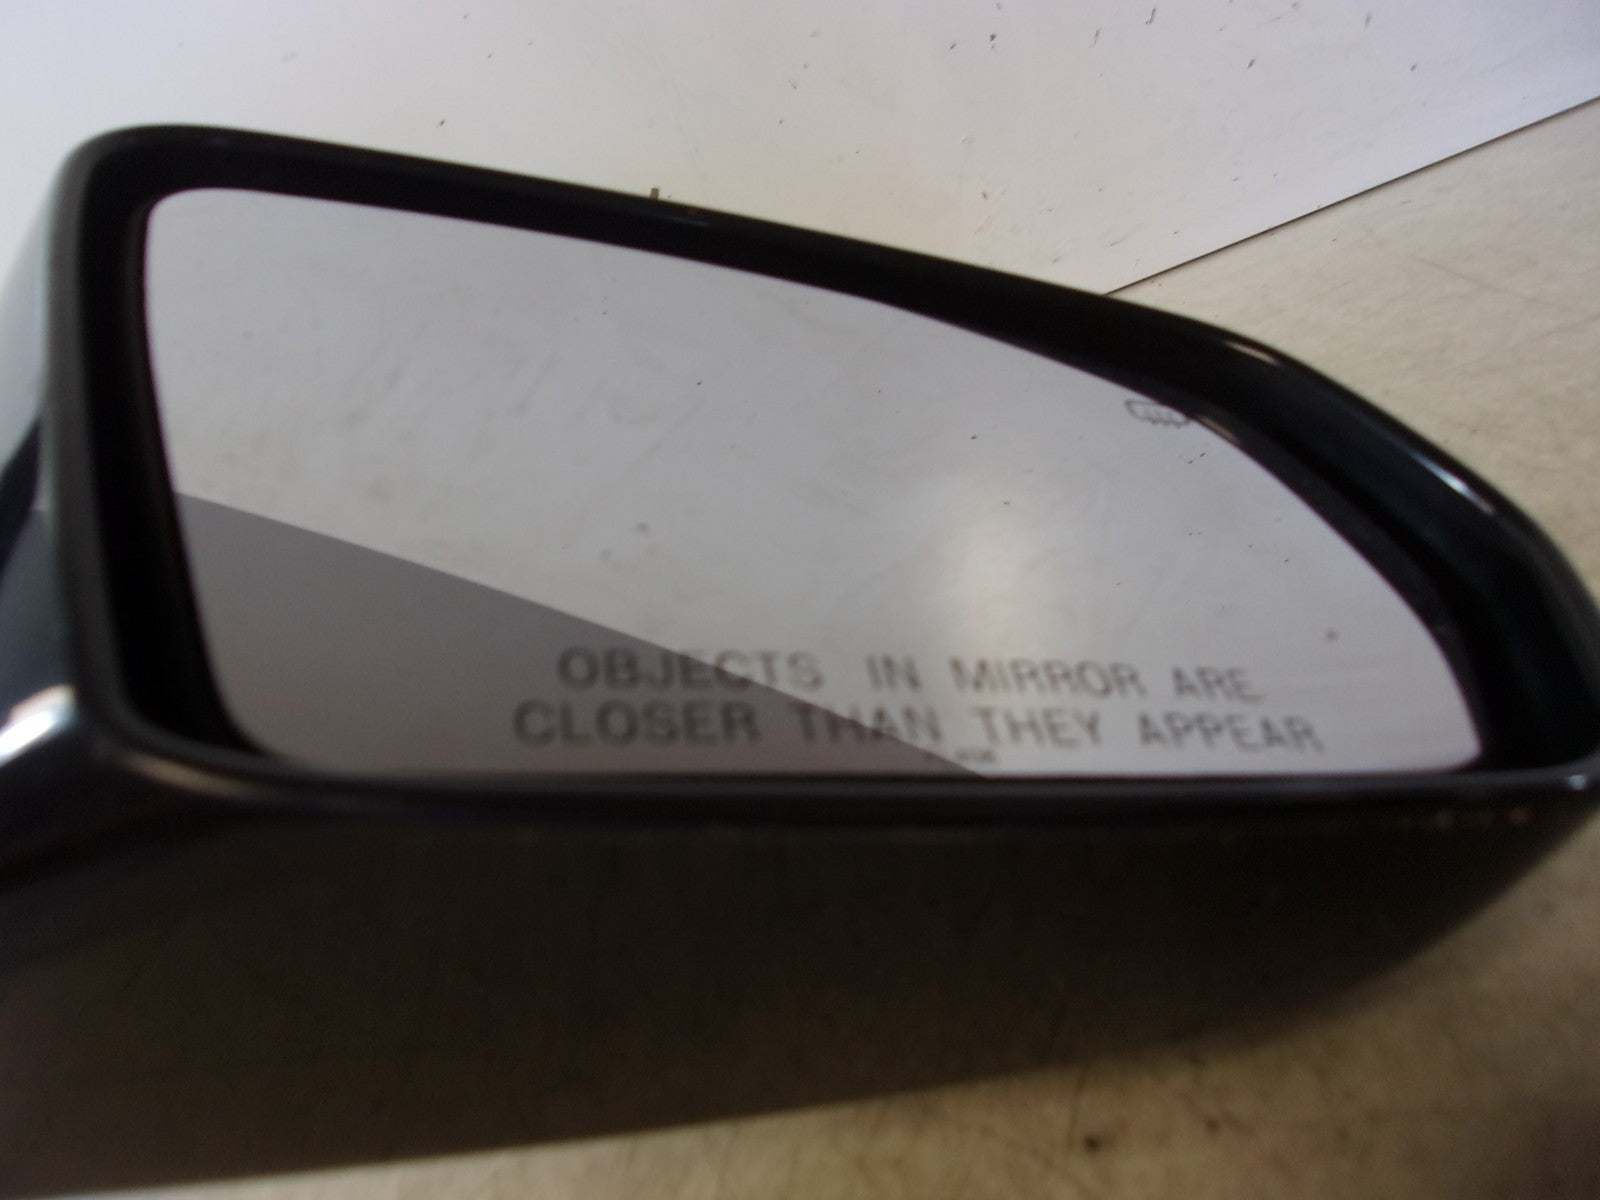 OBJECTS IN MIRROR ARE
CLOSER THAN THEY APPEAR